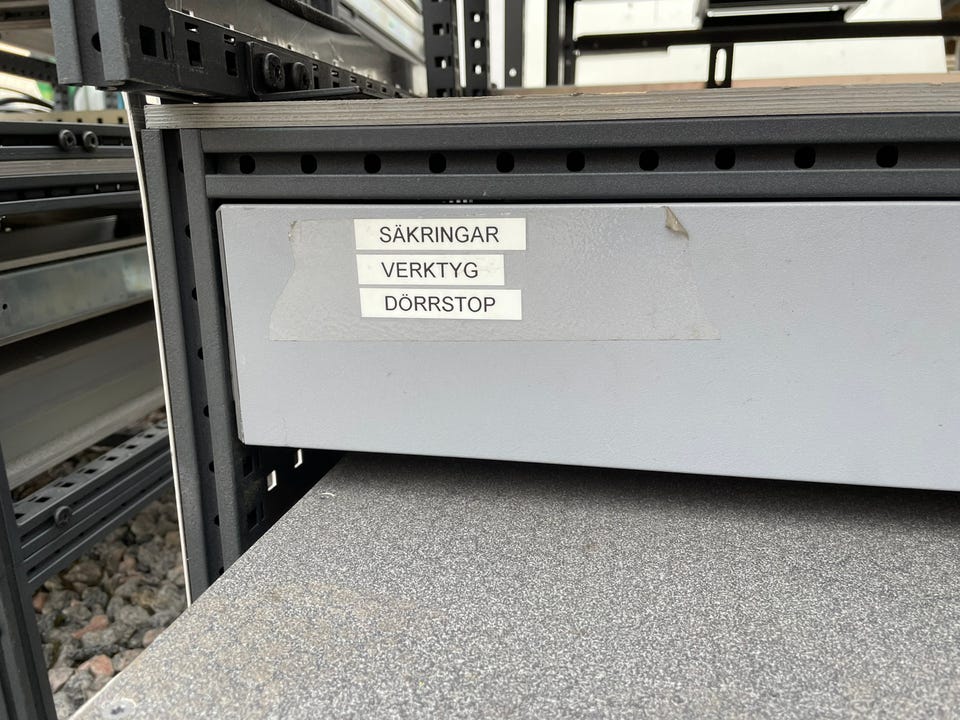 SÄKRINGAR
VERKTYG
DÖRRSTOP